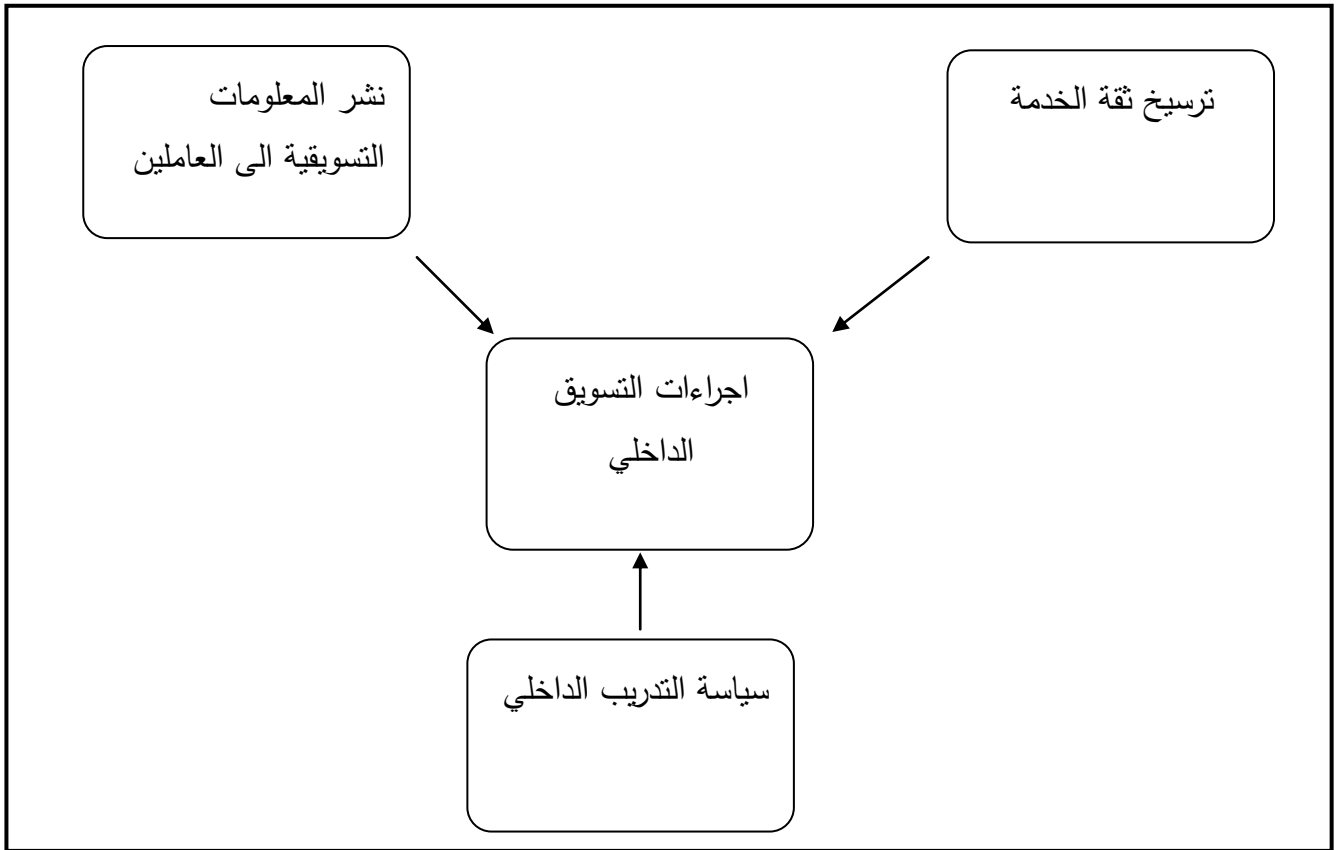 ترسيخ ثقة الخدمة
نشر المعلومات
التسويقية الى العاملين
اجراءات التسويق
الداخلي
سياسة التدريب الداخلي